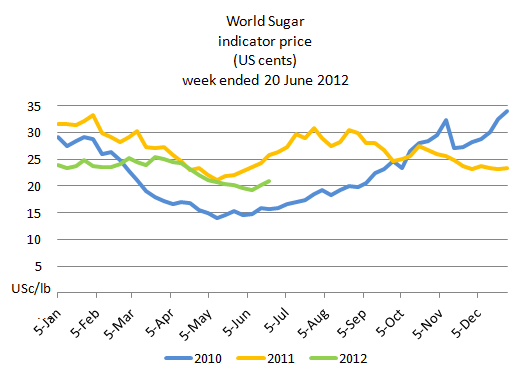 World Sugar
indicator price
(US cents)
week ended 20 June 2012
35
30
25
20
15
10
5
USc/lb
5-Jan
5-Feb
5-Mar
5-Apr
5-May
5-Jun
5-Jul
5-Aug
5-Sep
5-Oct
5-Nov
5-Dec
2010 2011 2012